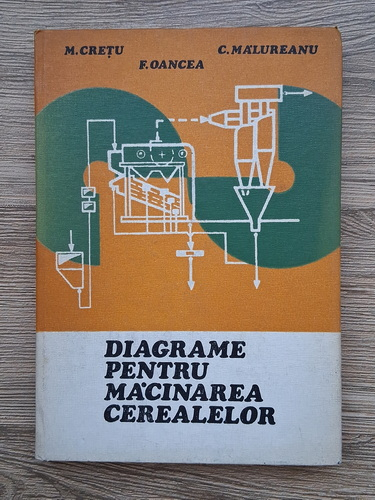 M. CREȚU C. MĂLUREANU
F. OANCEA
DIAGRAME
PENTRU
MĂCINAREA
CEREALELOR